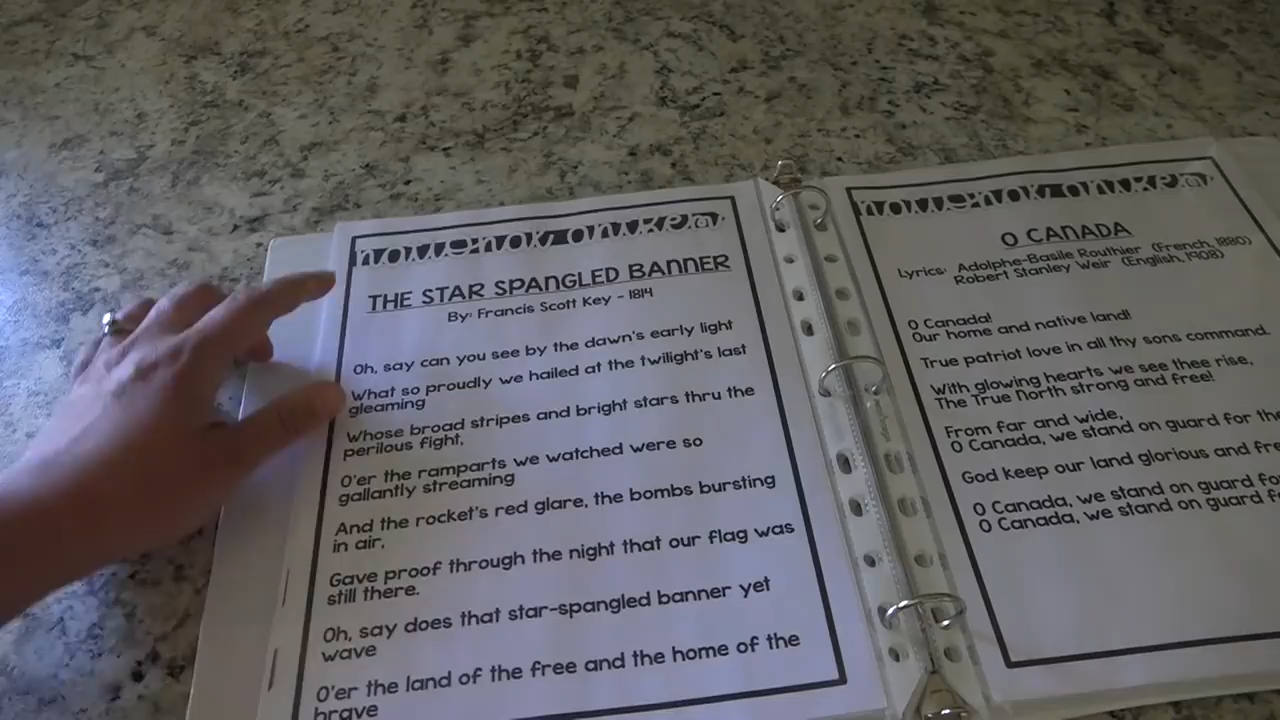 THE STAR SPANGLED BANNER
By: Francis Scott Key - 1814
Oh, say can you see by the dawn's early light
What so proudly we hailed at the twilight's last
gleaming
Whose broad stripes and bright stars thru the
perilous fight,
O'er the ramparts we watched were so
gallantly streaming
And the rocket's red glare, the bombs bursting
in air,
Gave proof through the night that our flag was
still there.
Oh, say does that star-spangled banner yet
wave
O'er the land of the free and the home of the
brave
O CANADA
Lyrics: Adolphe-Basile Routhier (French, 1880)
Robert Stanley Weir (English, 1908)
O Canada!
Our home and native land!
True patriot love in all thy sons command.
With glowing hearts we see thee rise,
The True North strong and free!
From far and wide,
O Canada, we stand on guard for
God keep our land glorious and
O Canada, we stand on guard
O Canada, we stand on guard